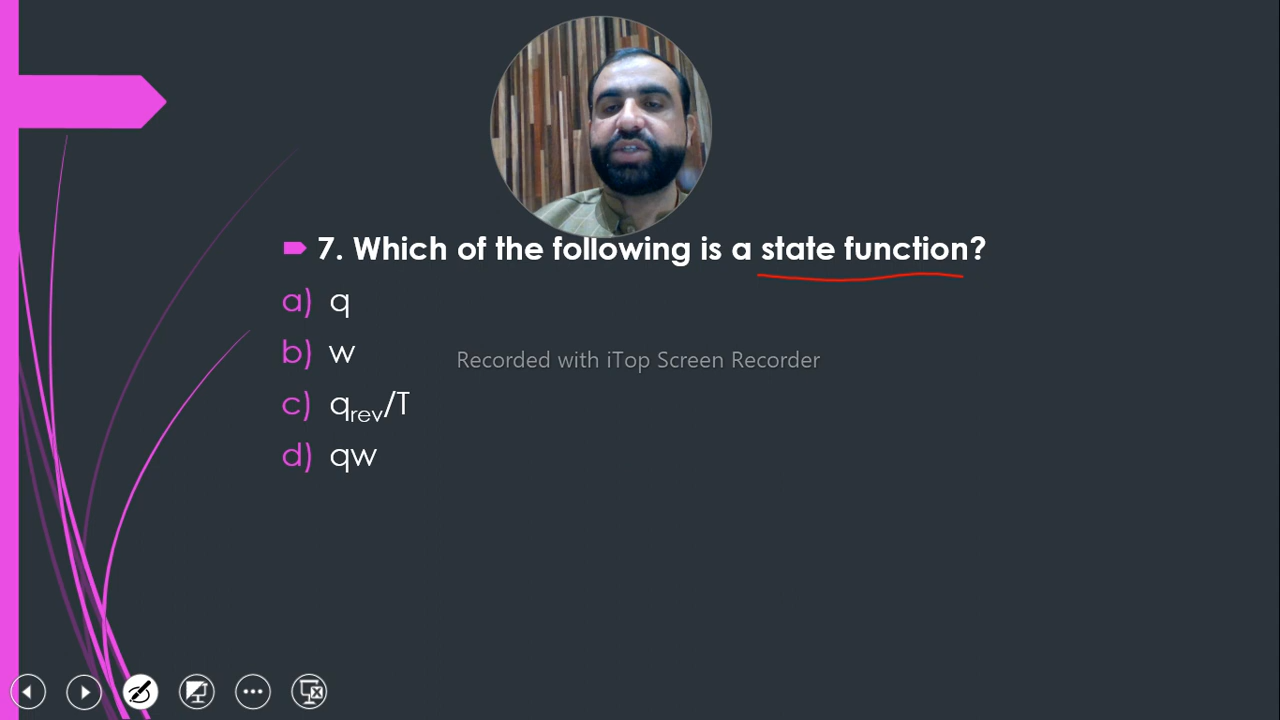 7. Which of the following is a state function?
a) q
b) w
Recorded with iTop Screen Recorder
c) qrev/T
d) qw